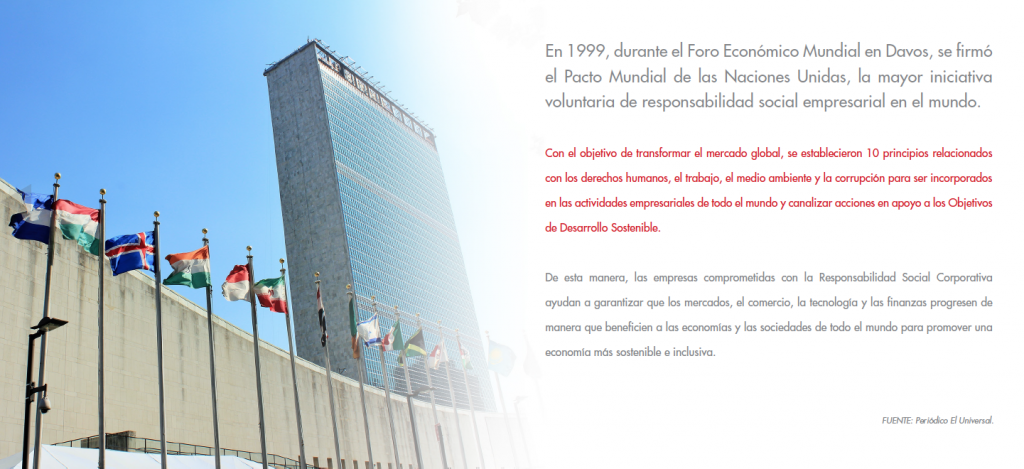 En 1999, durante el Foro Económico Mundial en Davos, se firmó
el Pacto Mundial de las Naciones Unidas, la mayor iniciativa
voluntaria de responsabilidad social empresarial en el mundo.
Con el objetivo de transformar el mercado global, se establecieron 10 principios relacionados
con los derechos humanos, el trabajo, el medio ambiente y la corrupción para ser incorporados
en las actividades empresariales de todo el mundo y canalizar acciones en apoyo a los Objetivos
de Desarrollo Sostenible.
De esta manera, las empresas comprometidas con la Responsabilidad Social Corporativa
ayudan a garantizar que los mercados, el comercio, la tecnología y las finanzas progresen de
manera que beneficien a las economías y las sociedades de todo el mundo para promover una
economía más sostenible e inclusiva.
FUENTE: Periódico El Universal.